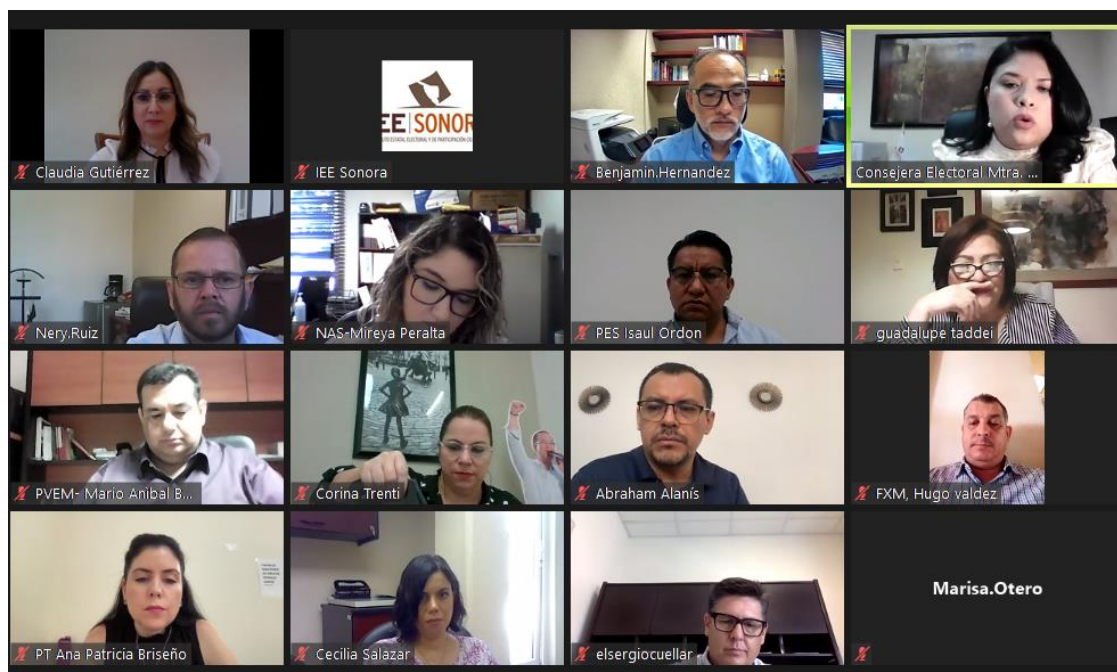 Claudia Gutiérrez
EE SONOR
IEE Sonora
Benjamin.Hernandez
Consejera Electoral Mtra. ...
Nery.Ruiz
NAS-Mireya Peralta
PES Isaul Ordon
guadalupe taddei
PVEM- Mario Anibal B...
Corina Trenti
Abraham Alanís
FXM, Hugo valdez
PT Ana Patricia Briseño
Cecilia Salazar
elsergiocuellar
Marisa.Otero